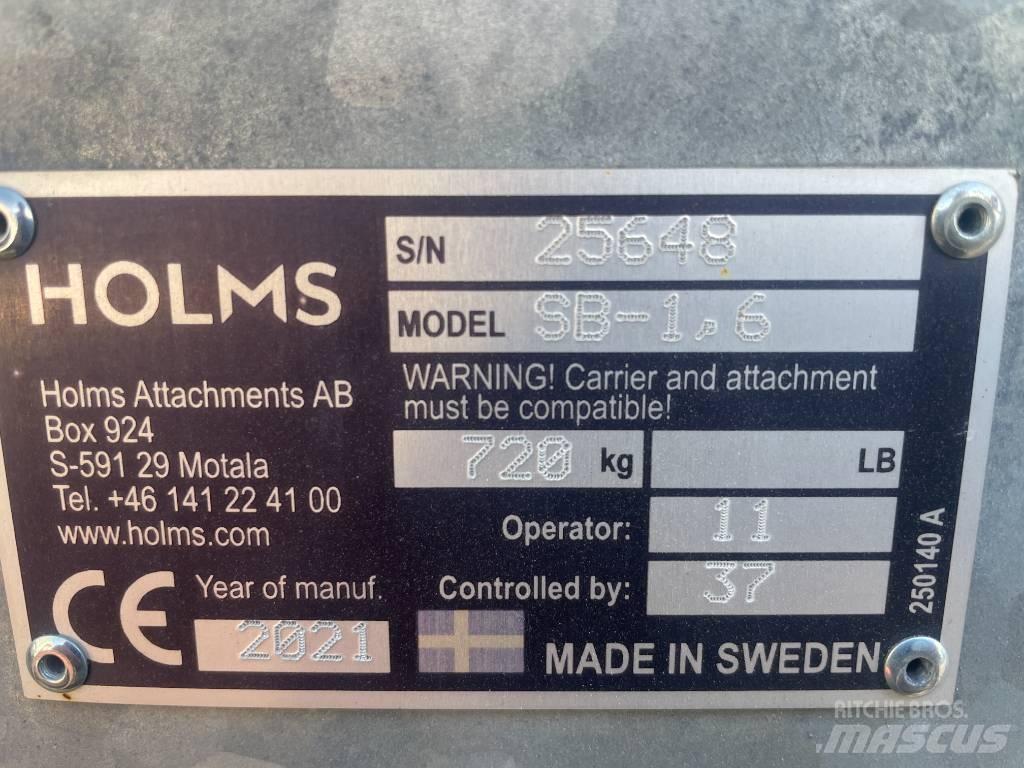 HOLMS
Holms Attachments AB
Box 924
S-591 29 Motala
Tel. +46 141 22 41 00
www.holms.com
CE
Year of manuf.
2021
S/N 25648
MODEL SB-1,6
WARNING! Carrier and attachment
must be compatible!
720 kg LB
Operator: 11
Controlled by: 37
MADE IN SWEDEN
250140 A
RITCHIE BROS.
MASCUS